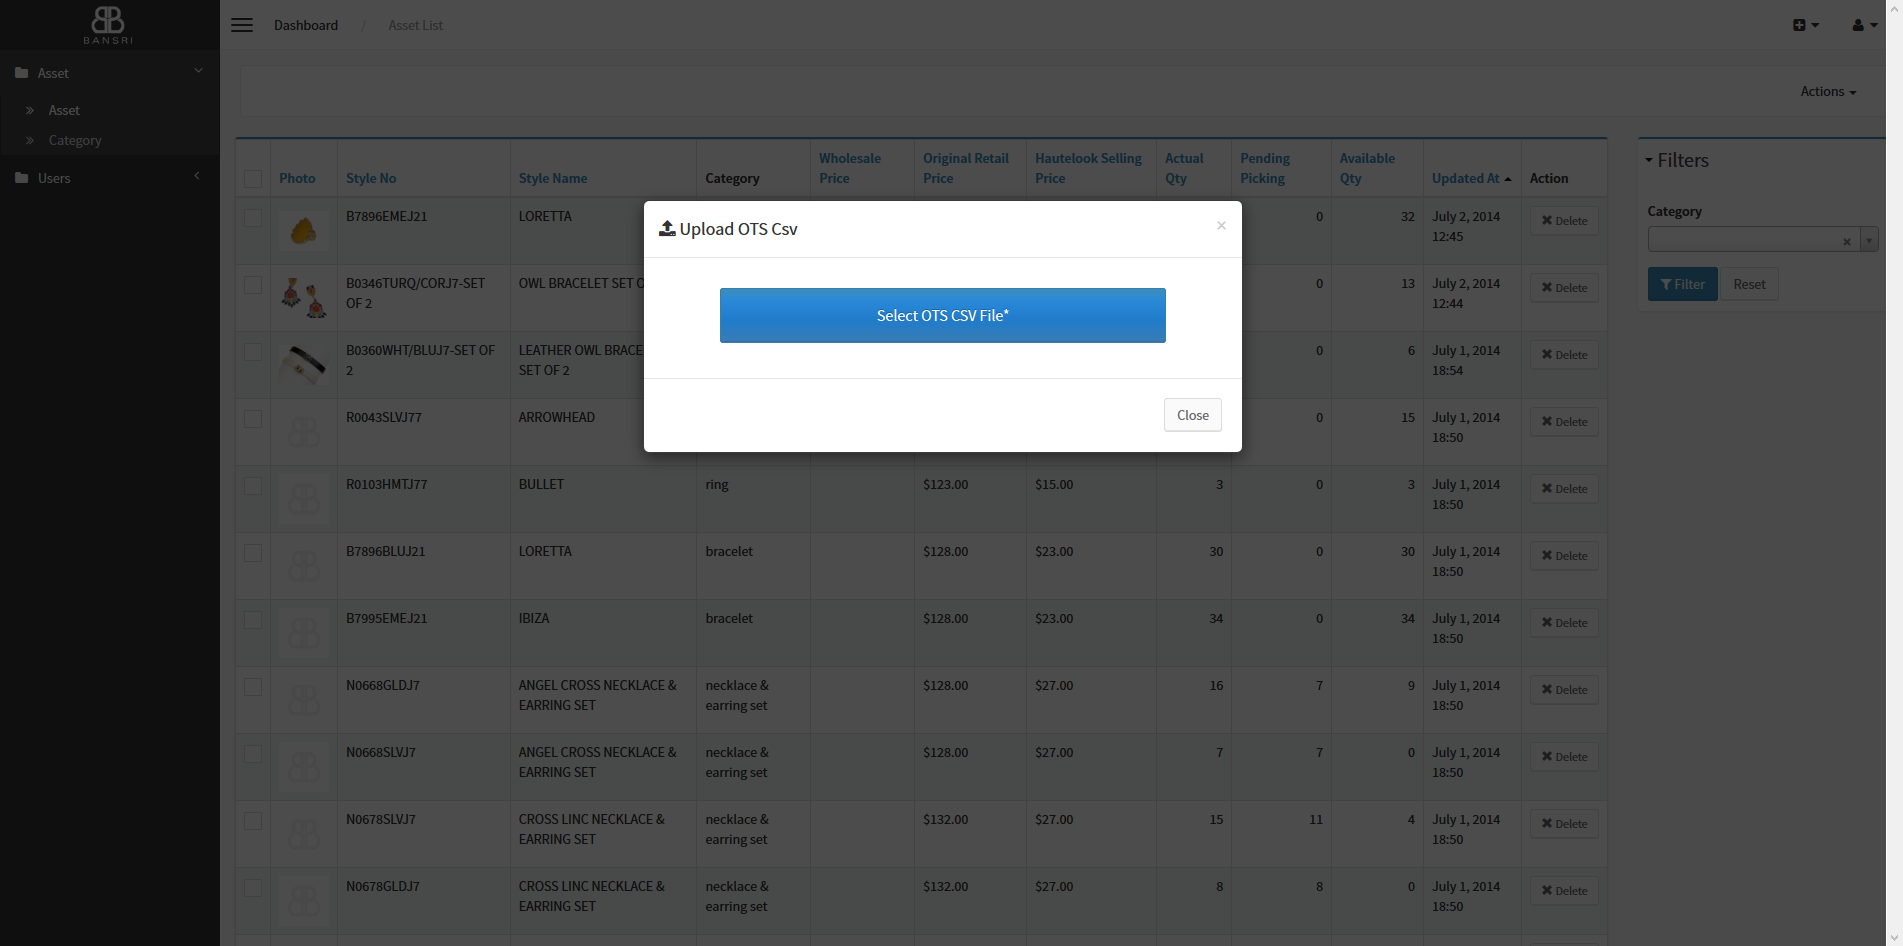 BANSRI
Dashboard / Asset List
Asset
Asset
Category
Users
Actions
Photo Style No Style Name Category Wholesale Price Original Retail Price Hautelook Selling Price Actual Qty Pending Picking Available Qty Updated At Action
B7896EMEJ21 LORETTA 0 32 July 2, 2014 12:45 Delete
B0346TURQ/CORJ7-SET OF 2 OWL BRACELET SET O 0 13 July 2, 2014 12:44 Delete
B0360WHT/BLUJ7-SET OF 2 LEATHER OWL BRACE SET OF 2 0 6 July 1, 2014 18:54 Delete
R0043SLVJ77 ARROWHEAD 0 15 July 1, 2014 18:50 Delete
R0103HMTJ77 BULLET ring $123.00 $15.00 3 0 3 July 1, 2014 18:50 Delete
B7896BLUJ21 LORETTA bracelet $128.00 $23.00 30 0 30 July 1, 2014 18:50 Delete
B7995EMEJ21 IBIZA bracelet $128.00 $23.00 34 0 34 July 1, 2014 18:50 Delete
N0668GLDJ7 ANGEL CROSS NECKLACE & EARRING SET necklace & earring set $128.00 $27.00 16 7 9 July 1, 2014 18:50 Delete
N0668SLVJ7 ANGEL CROSS NECKLACE & EARRING SET necklace & earring set $128.00 $27.00 7 7 0 July 1, 2014 18:50 Delete
N0678SLVJ7 CROSS LINC NECKLACE & EARRING SET necklace & earring set $132.00 $27.00 15 11 4 July 1, 2014 18:50 Delete
N0678GLDJ7 CROSS LINC NECKLACE & EARRING SET necklace & earring set $132.00 $27.00 8 8 0 July 1, 2014 18:50 Delete
Upload OTS Csv ×
Select OTS CSV File*
Close
Filters
Category
Filter Reset